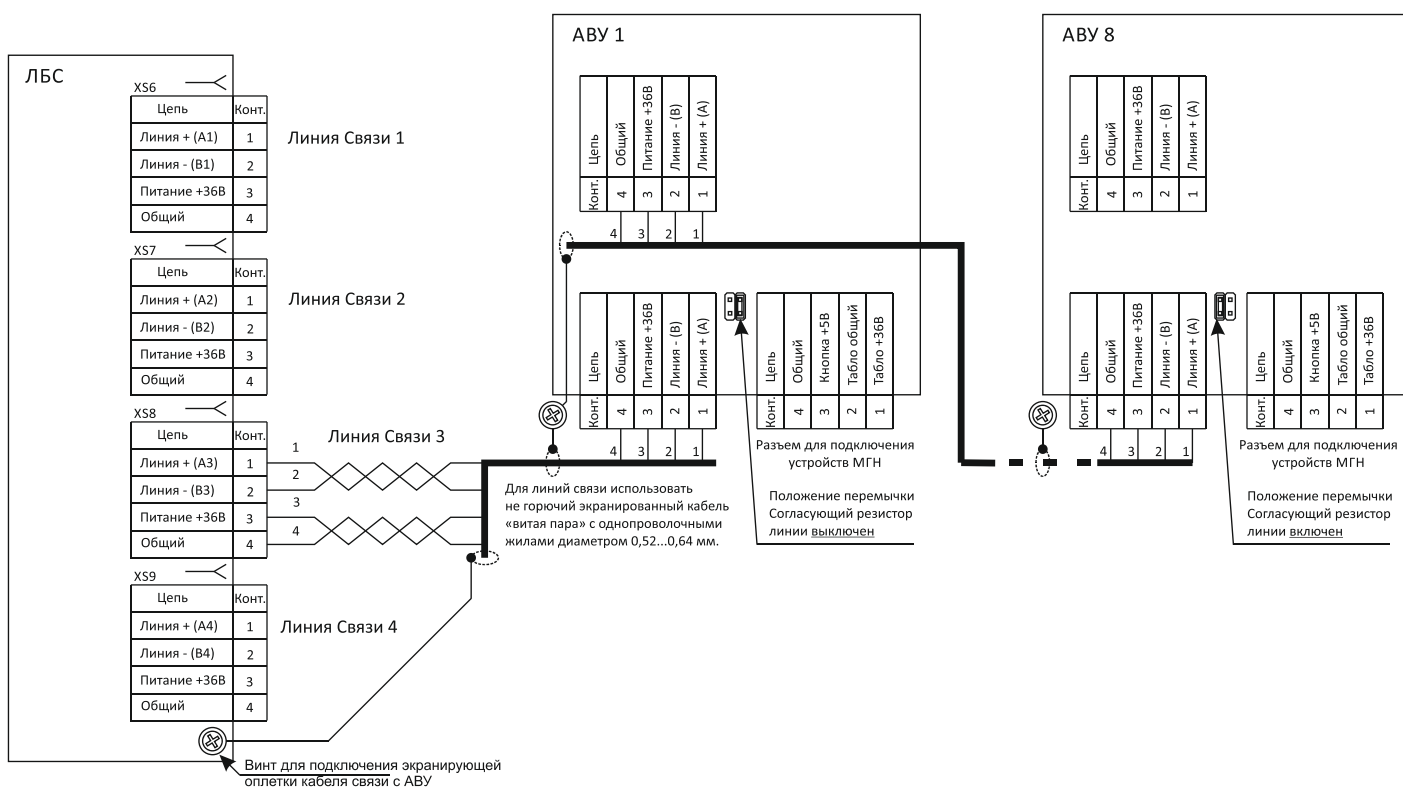 ЛБС
XS6
Цепь Конт.
Линия + (A1) 1
Линия - (B1) 2
Питание +36В 3
Общий 4
Линия Связи 1
XS7
Цепь Конт.
Линия + (A2) 1
Линия - (B2) 2
Питание +36В 3
Общий 4
Линия Связи 2
XS8
Цепь Конт.
Линия + (A3) 1
Линия - (B3) 2
Питание +36В 3
Общий 4
Линия Связи 3
1
2
3
4
XS9
Цепь Конт.
Линия + (A4) 1
Линия - (B4) 2
Питание +36В 3
Общий 4
Линия Связи 4
Винт для подключения экранирующей
оплетки кабеля связи с АВУ
Для линий связи использовать
не горючий экранированный кабель
«витая пара» с однопроволочными
жилами диаметром 0,52...0,64 мм.
АВУ 1
Конт. Цепь
4 Общий
3 Питание +36В
2 Линия - (B)
1 Линия + (A)
4 3 2 1
Конт. Цепь
4 Общий
3 Питание +36В
2 Линия - (B)
1 Линия + (A)
4 3 2 1
Конт. Цепь
4 Общий
3 Кнопка +5В
2 Табло общий
1 Табло +36В
Разъем для подключения
устройств МГН
Положение перемычки
Согласующий резистор
линии выключен
АВУ 8
Конт. Цепь
4 Общий
3 Питание +36В
2 Линия - (B)
1 Линия + (A)
Конт. Цепь
4 Общий
3 Питание +36В
2 Линия - (B)
1 Линия + (A)
4 3 2 1
Конт. Цепь
4 Общий
3 Кнопка +5В
2 Табло общий
1 Табло +36В
Разъем для подключения
устройств МГН
Положение перемычки
Согласующий резистор
линии включен